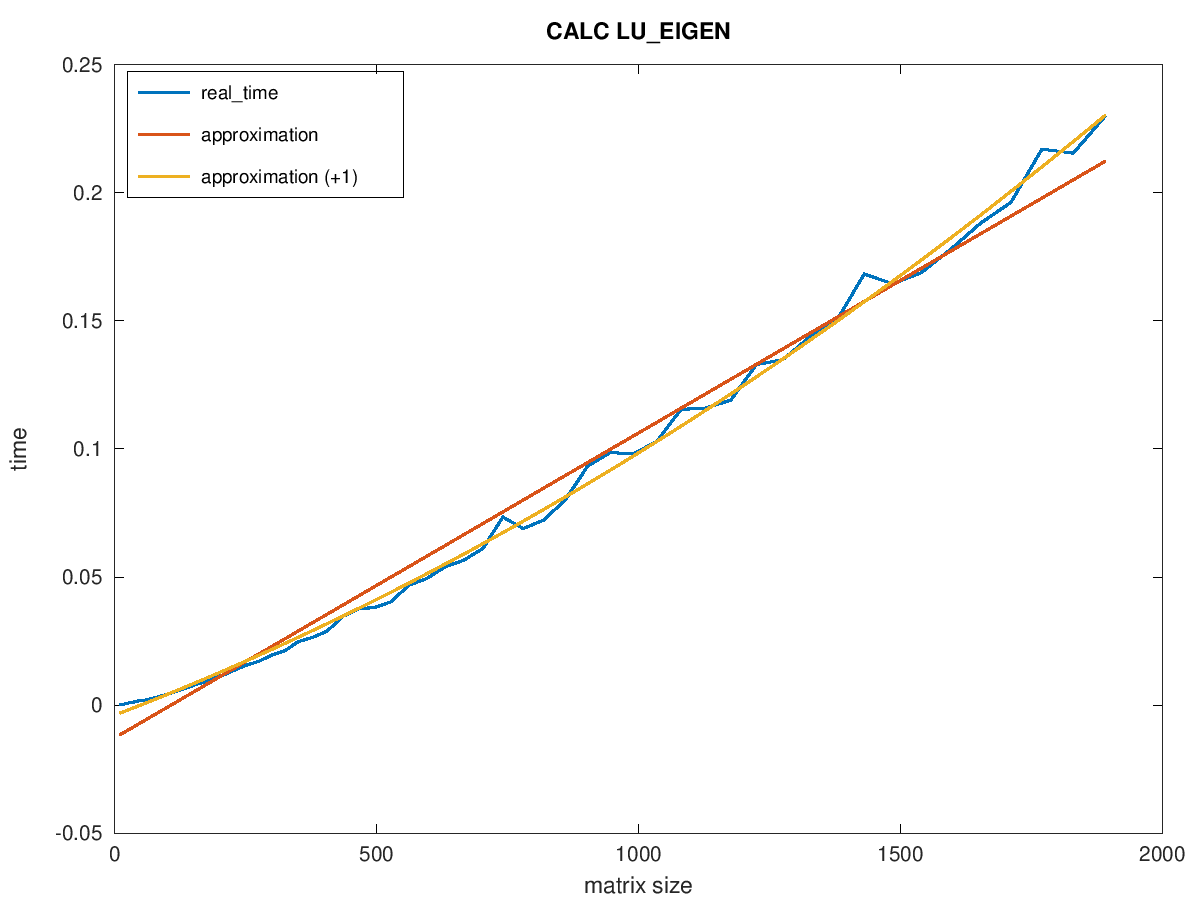 CALC LU_EIGEN
0.25
0.2
0.15
0.1
0.05
0
-0.05
real_time
approximation
approximation (+1)
time
0 500 1000 1500 2000
matrix size